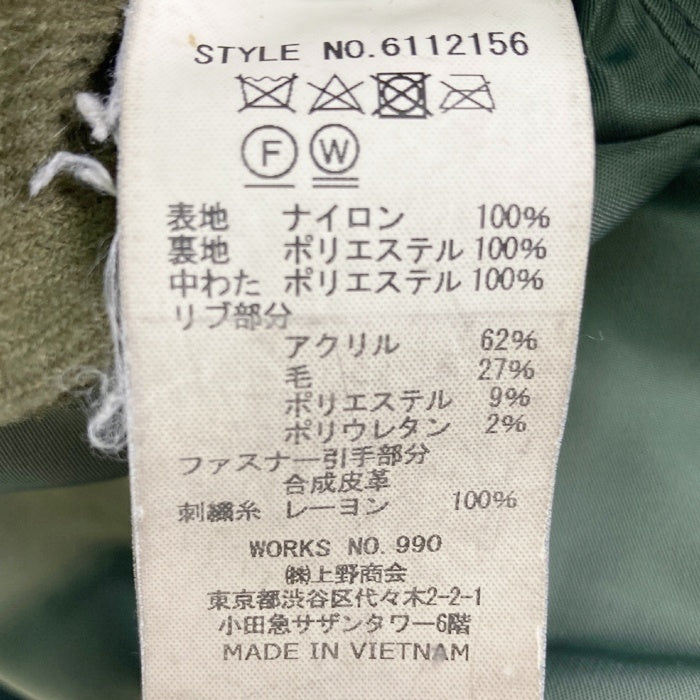 STYLE NO.6112156
F W
表地 ナイロン 100%
裏地 ポリエステル 100%
中わた ポリエステル 100%
リブ部分
アクリル 62%
毛 27%
ポリエステル 9%
ポリウレタン 2%
ファスナー引手部分
合成皮革
刺繍糸 レーヨン 100%
WORKS NO. 990
㈱上野商会
東京都渋谷区代々木2-2-1
小田急サザンタワー6階
MADE IN VIETNAM